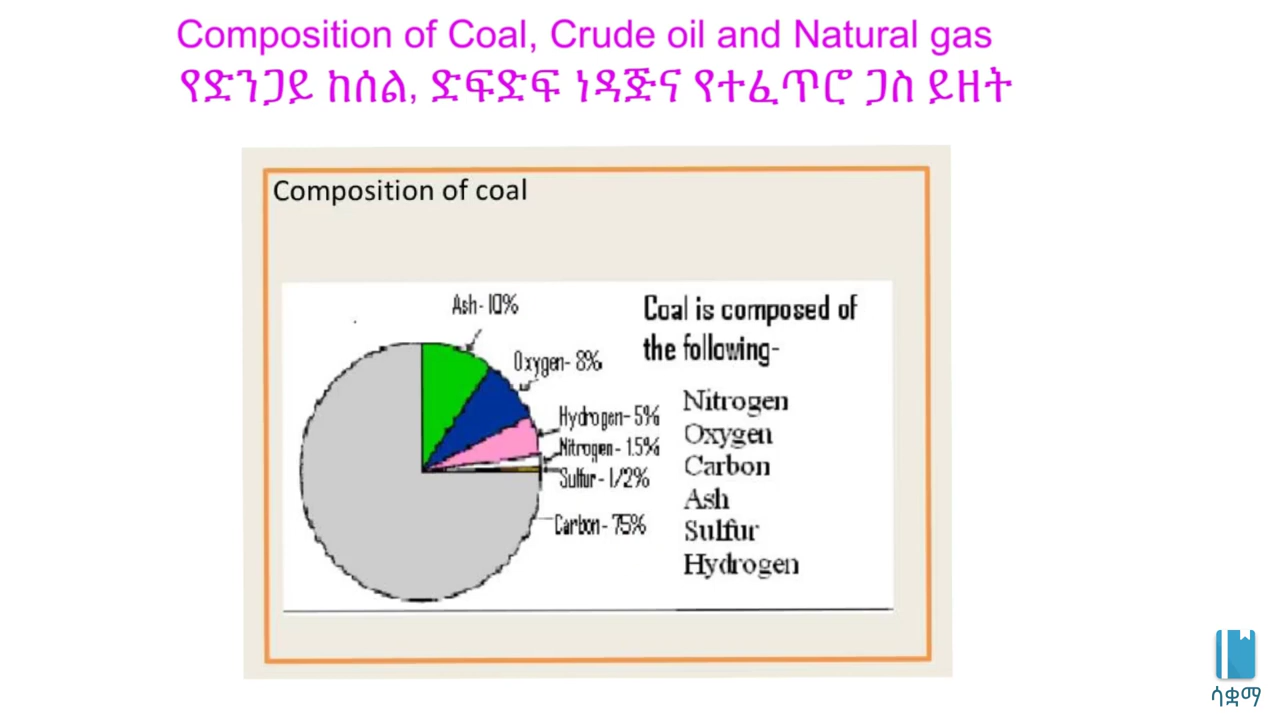 Composition of Coal, Crude oil and Natural gas
የድንጋይ ከሰል, ድፍድፍ ነዳጅና የተፈጥሮ ጋስ ይዘት
Composition of coal
Ash- 10%
Oxygen- 8%
Hydrogen- 5%
Nitrogen- 1.5%
Sulfur- 1/2%
Carbon- 75%
Coal is composed of
the following-
Nitrogen
Oxygen
Carbon
Ash
Sulfur
Hydrogen
ሳቋማ